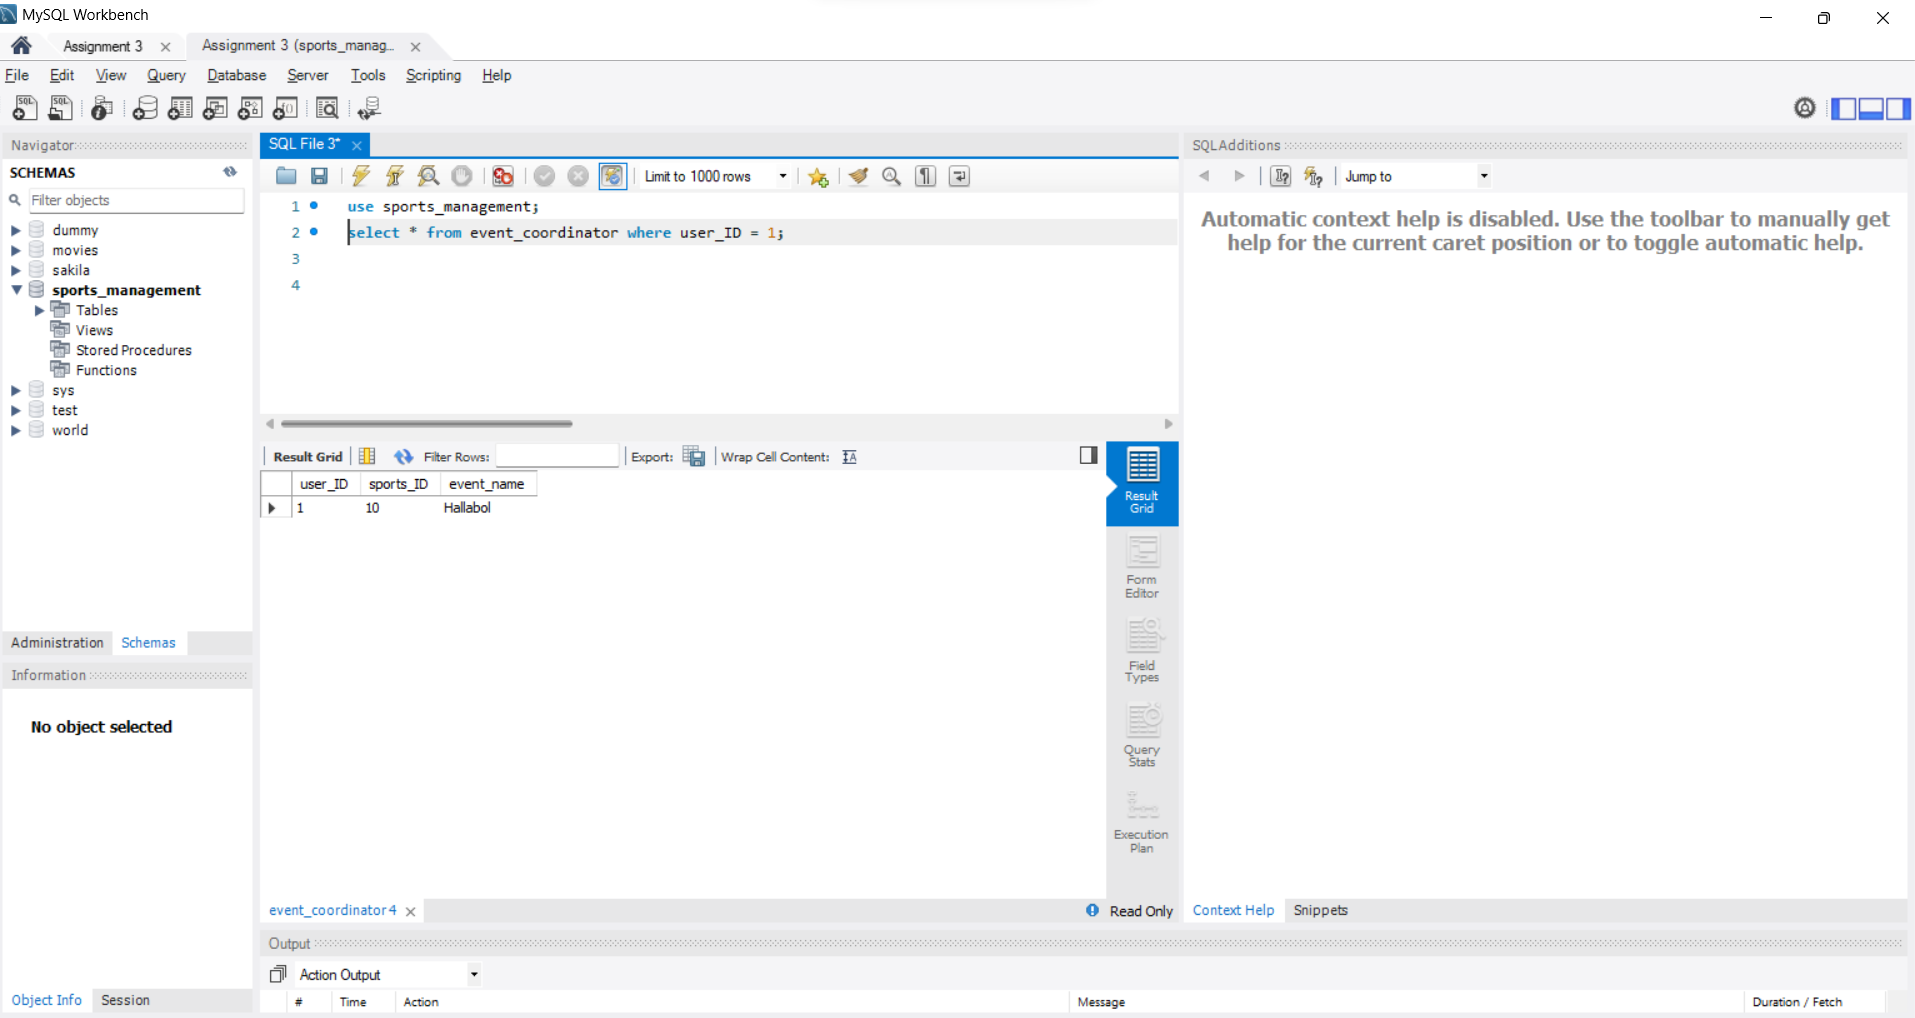 MySQL Workbench
Assignment 3
Assignment 3 (sports_manag...
File Edit View Query Database Server Tools Scripting Help
Navigator
SCHEMAS
Filter objects
dummy
movies
sakila
sports_management
Tables
Views
Stored Procedures
Functions
sys
test
world
Administration Schemas
Information
No object selected
Object Info Session
SQL File 3*
Limit to 1000 rows
1 use sports_management;
2 select * from event_coordinator where user_ID = 1;
3
4
Result Grid Filter Rows: Export: Wrap Cell Content:
user_ID sports_ID event_name
1 10 Hallabol
Result
Grid
Form
Editor
Field
Types
Query
Stats
Execution
Plan
event_coordinator 4
Read Only
SQLAdditions
Jump to
Automatic context help is disabled. Use the toolbar to manually get
help for the current caret position or to toggle automatic help.
Context Help Snippets
Output
Action Output
# Time Action Message Duration / Fetch